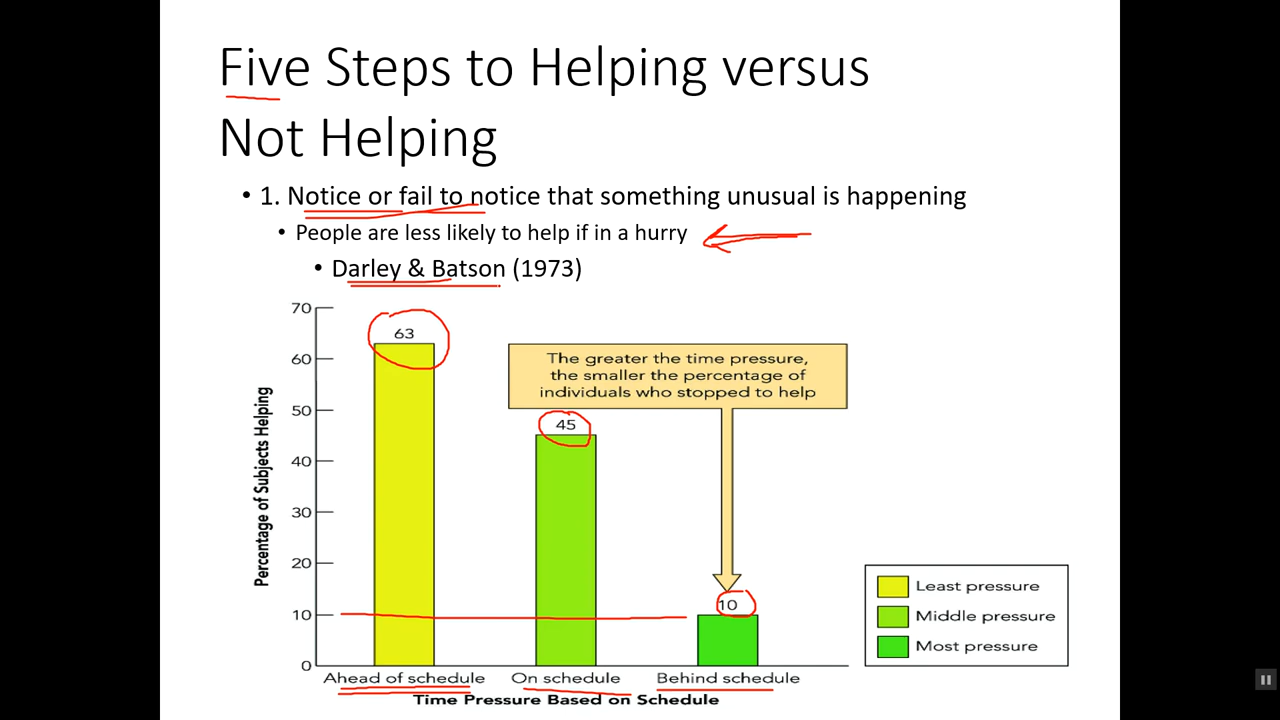 Five Steps to Helping versus
Not Helping
• 1. Notice or fail to notice that something unusual is happening
• People are less likely to help if in a hurry
• Darley & Batson (1973)
70
60
50
40
30
20
10
0
Percentage of Subjects Helping
63
45
10
The greater the time pressure,
the smaller the percentage of
individuals who stopped to help
Least pressure
Middle pressure
Most pressure
Ahead of schedule
On schedule
Behind schedule
Time Pressure Based on Schedule